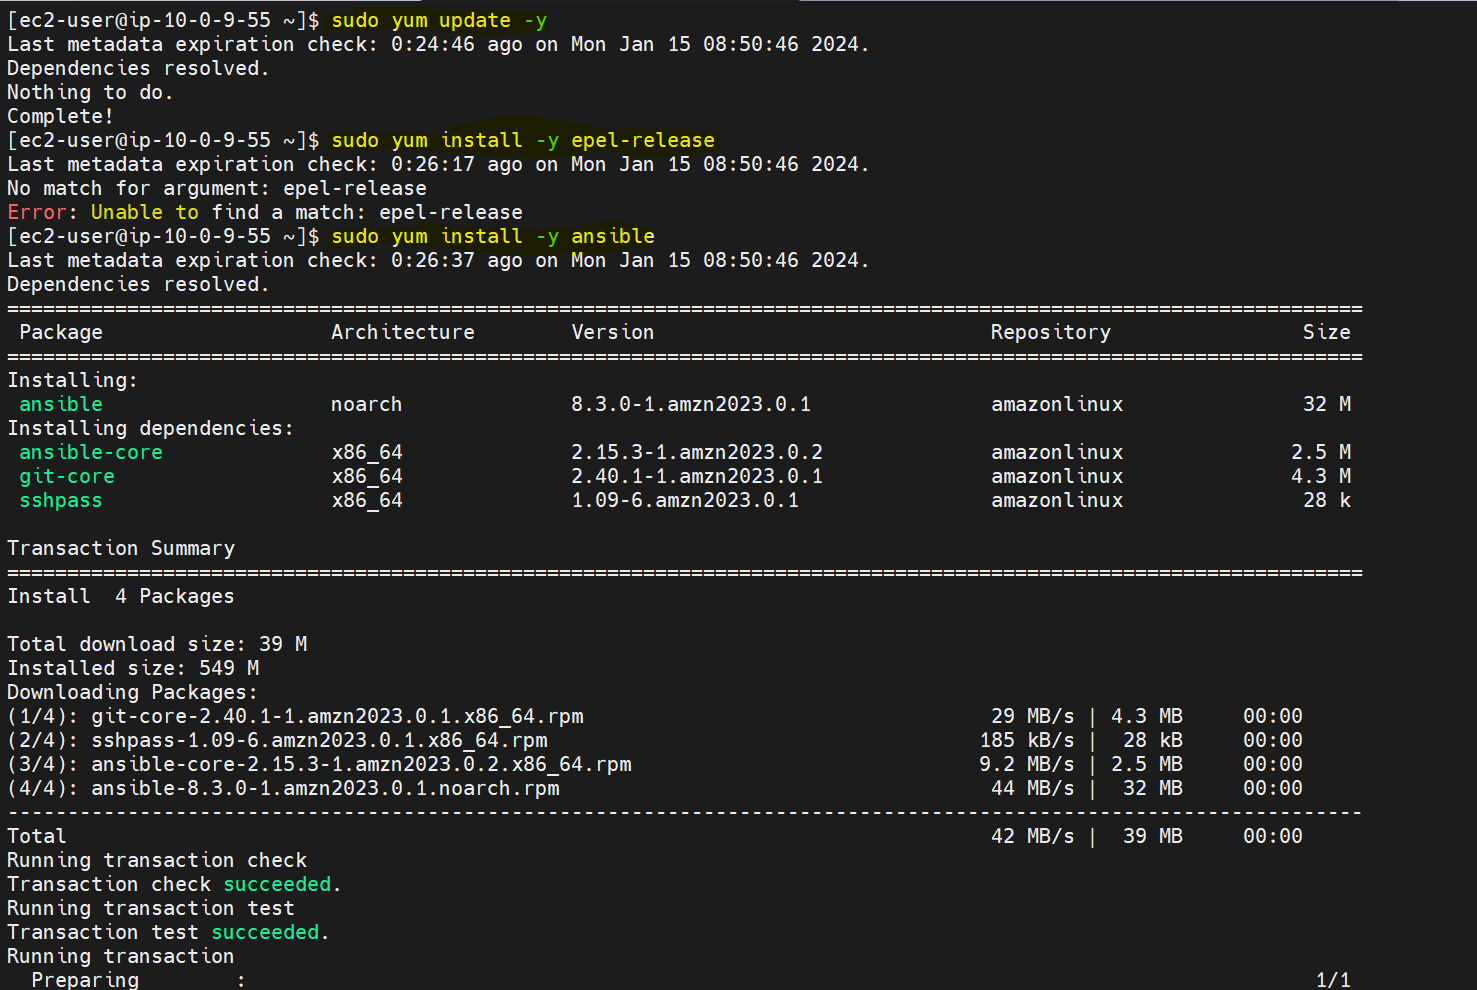 [ec2-user@ip-10-0-9-55 ~]$ sudo yum update -y
Last metadata expiration check: 0:24:46 ago on Mon Jan 15 08:50:46 2024.
Dependencies resolved.
Nothing to do.
Complete!
[ec2-user@ip-10-0-9-55 ~]$ sudo yum install -y epel-release
Last metadata expiration check: 0:26:17 ago on Mon Jan 15 08:50:46 2024.
No match for argument: epel-release
Error: Unable to find a match: epel-release
[ec2-user@ip-10-0-9-55 ~]$ sudo yum install -y ansible
Last metadata expiration check: 0:26:37 ago on Mon Jan 15 08:50:46 2024.
Dependencies resolved.
=================================================================================================================
 Package                   Architecture        Version                            Repository                Size
=================================================================================================================
Installing:
 ansible                   noarch              8.3.0-1.amzn2023.0.1               amazonlinux               32 M
Installing dependencies:
 ansible-core              x86_64              2.15.3-1.amzn2023.0.2              amazonlinux              2.5 M
 git-core                  x86_64              2.40.1-1.amzn2023.0.1              amazonlinux              4.3 M
 sshpass                   x86_64              1.09-6.amzn2023.0.1                amazonlinux               28 k
Transaction Summary
=================================================================================================================
Install  4 Packages
Total download size: 39 M
Installed size: 549 M
Downloading Packages:
(1/4): git-core-2.40.1-1.amzn2023.0.1.x86_64.rpm                                  29 MB/s | 4.3 MB     00:00
(2/4): sshpass-1.09-6.amzn2023.0.1.x86_64.rpm                                    185 kB/s |  28 kB     00:00
(3/4): ansible-core-2.15.3-1.amzn2023.0.2.x86_64.rpm                             9.2 MB/s | 2.5 MB     00:00
(4/4): ansible-8.3.0-1.amzn2023.0.1.noarch.rpm                                    44 MB/s |  32 MB     00:00
-----------------------------------------------------------------------------------------------------------------
Total                                                                             42 MB/s |  39 MB     00:00
Running transaction check
Transaction check succeeded.
Running transaction test
Transaction test succeeded.
Running transaction
  Preparing        :                                                                                         1/1